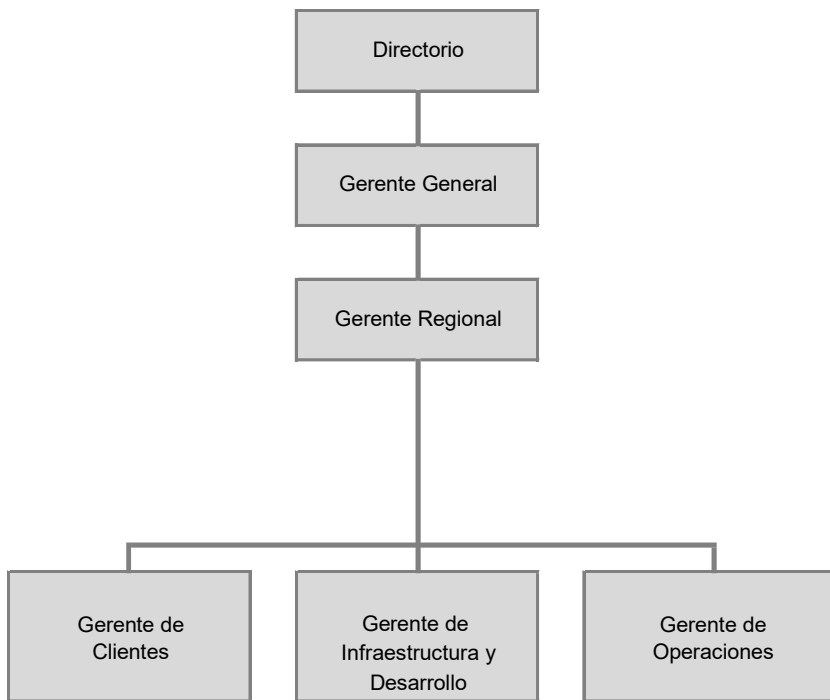 Directorio
Gerente General
Gerente Regional
Gerente de
Clientes
Gerente de
Infraestructura y
Desarrollo
Gerente de
Operaciones